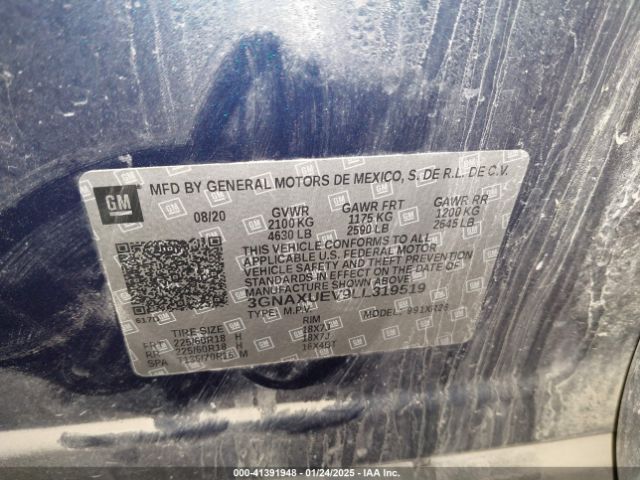 GM
MFD BY GENERAL MOTORS DE MEXICO, S. DE R.L. DE C.V.
08/20 GVWR GAWR FRT GAWR RR
2100 KG 1175 KG 1200 KG
4630 LB 2590 LB 2645 LB
THIS VEHICLE CONFORMS TO ALL
APPLICABLE U.S. FEDERAL MOTOR
VEHICLE SAFETY AND THEFT PREVENTION
STANDARDS IN EFFECT ON THE DATE OF
MANUFACTURE SHOWN ABOVE.
3GNAXUEV9LL319519
TYPE: M.P.V. MODEL:
TIRE SIZE RIM
FRT 225/60R18 H 18X7J
RR 225/60R18 H 18X7J
SPA M
000-41391948 - 01/24/2025 - IAA Inc.